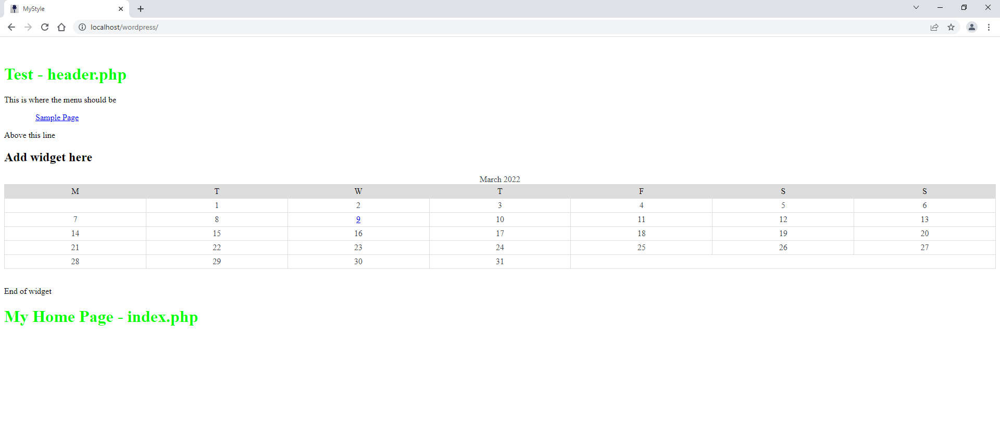 MyStyle
localhost/wordpress/
Test - header.php
This is where the menu should be
Sample Page
Above this line
Add widget here
March 2022
M T W T F S S
1 2 3 4 5 6
7 8 9 10 11 12 13
14 15 16 17 18 19 20
21 22 23 24 25 26 27
28 29 30 31
End of widget
My Home Page - index.php